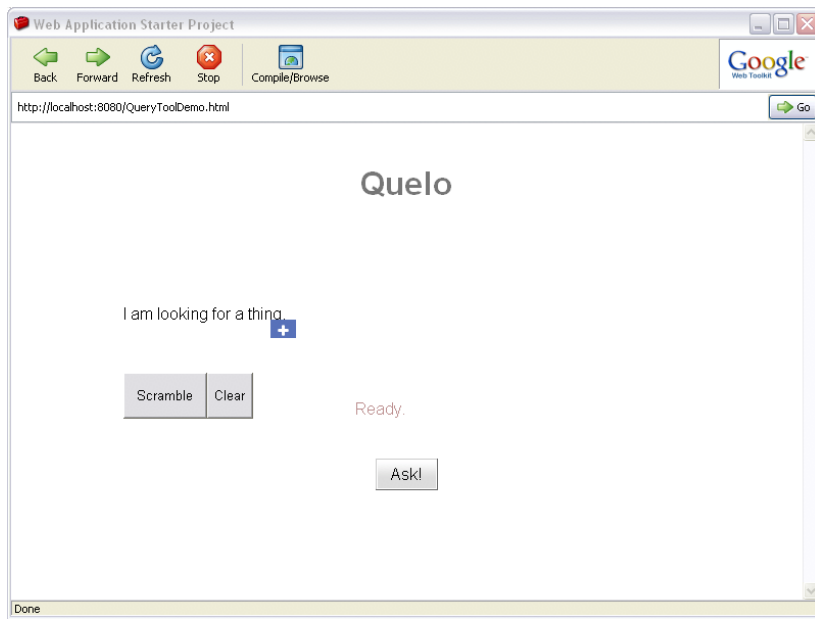 Web Application Starter Project
Back Forward Refresh Stop Compile/Browse
Google
Web Toolkit
http://localhost:8080/QueryToolDemo.html Go
Quelo
I am looking for a thing.
+
Scramble Clear
Ready.
Ask!
Done